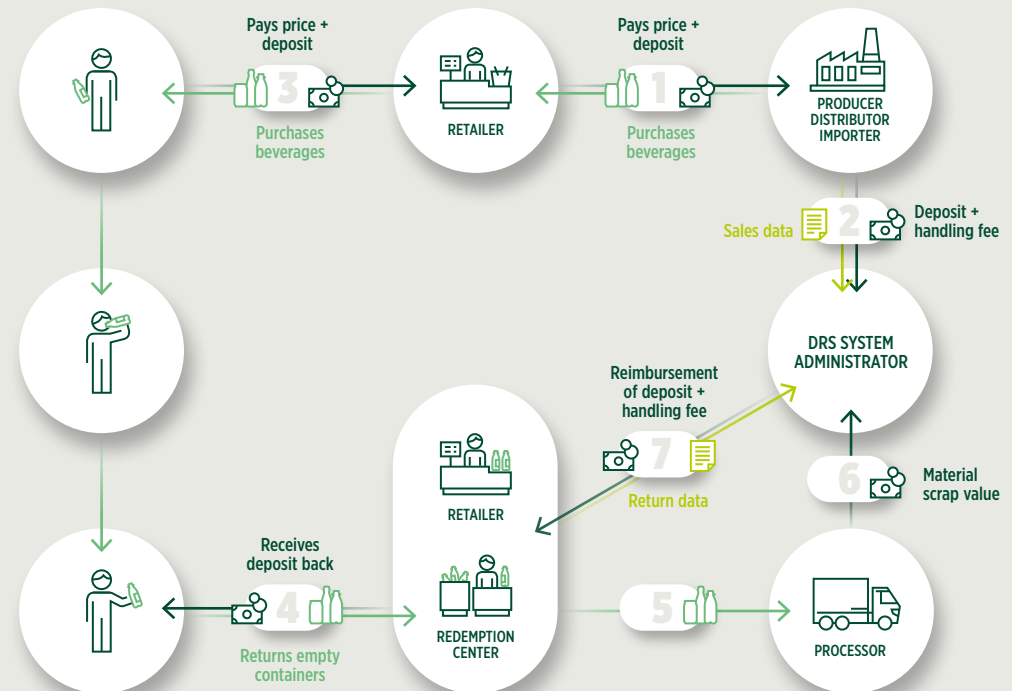 Pays price +
deposit
3
Purchases
beverages
RETAILER
Pays price +
deposit
1
Purchases
beverages
PRODUCER
DISTRIBUTOR
IMPORTER
Sales data
2
Deposit +
handling fee
DRS SYSTEM
ADMINISTRATOR
Reimbursement
of deposit +
handling fee
7
Return data
6
Material
scrap value
RETAILER
Receives
deposit back
4
Returns empty
containers
REDEMPTION
CENTER
5
PROCESSOR